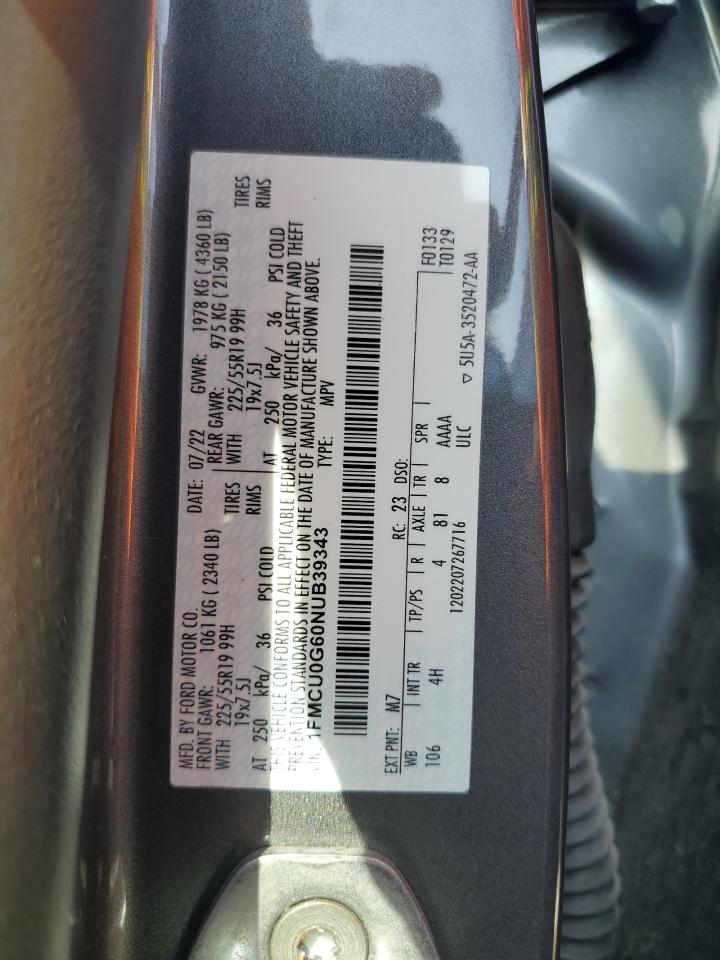 MFD. BY FORD MOTOR CO. DATE: 07/22 GVWR: 1978 KG ( 4360 LB)
FRONT GAWR: 1061 KG ( 2340 LB) REAR GAWR: 975 KG ( 2150 LB)
WITH 225/55R19 99H TIRES WITH 225/55R19 99H TIRES
19x7.5J RIMS 19x7.5J RIMS
AT 250 kPa/ 36 PSI COLD AT 250 kPa/ 36 PSI COLD
THIS VEHICLE CONFORMS TO ALL APPLICABLE FEDERAL MOTOR VEHICLE SAFETY AND THEFT
PREVENTION STANDARDS IN EFFECT ON THE DATE OF MANUFACTURE SHOWN ABOVE.
VIN: 1FMCU0G60NUB39343 TYPE: MPV
EXT PNT: M7 RC: 23 DSO: F0133
WB INT TR TP/PS R AXLE TR SPR T0129
106 4H 4 81 8 AAAA
1202207267716 ULC ▽ 5U5A-3520472-AA